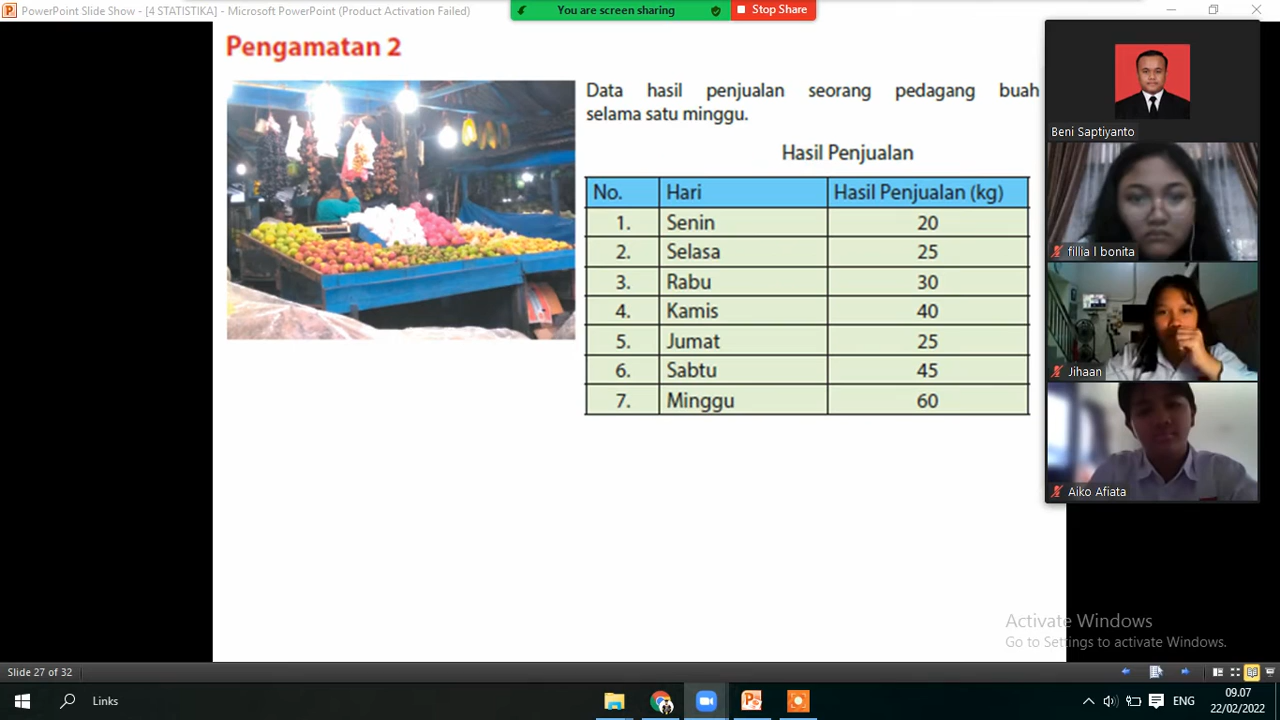 PowerPoint Slide Show - [4 STATISTIKA] - Microsoft PowerPoint (Product Activation Failed)
You are screen sharing
Stop Share
Pengamatan 2
Data hasil penjualan seorang pedagang buah
selama satu minggu.
Hasil Penjualan
No. Hari Hasil Penjualan (kg)
1. Senin 20
2. Selasa 25
3. Rabu 30
4. Kamis 40
5. Jumat 25
6. Sabtu 45
7. Minggu 60
Beni Saptiyanto
fillia l bonita
Jihaan
Aiko Afiata
Activate Windows
Go to Settings to activate Windows.
Slide 27 of 32
Links
ENG
09.07
22/02/2022